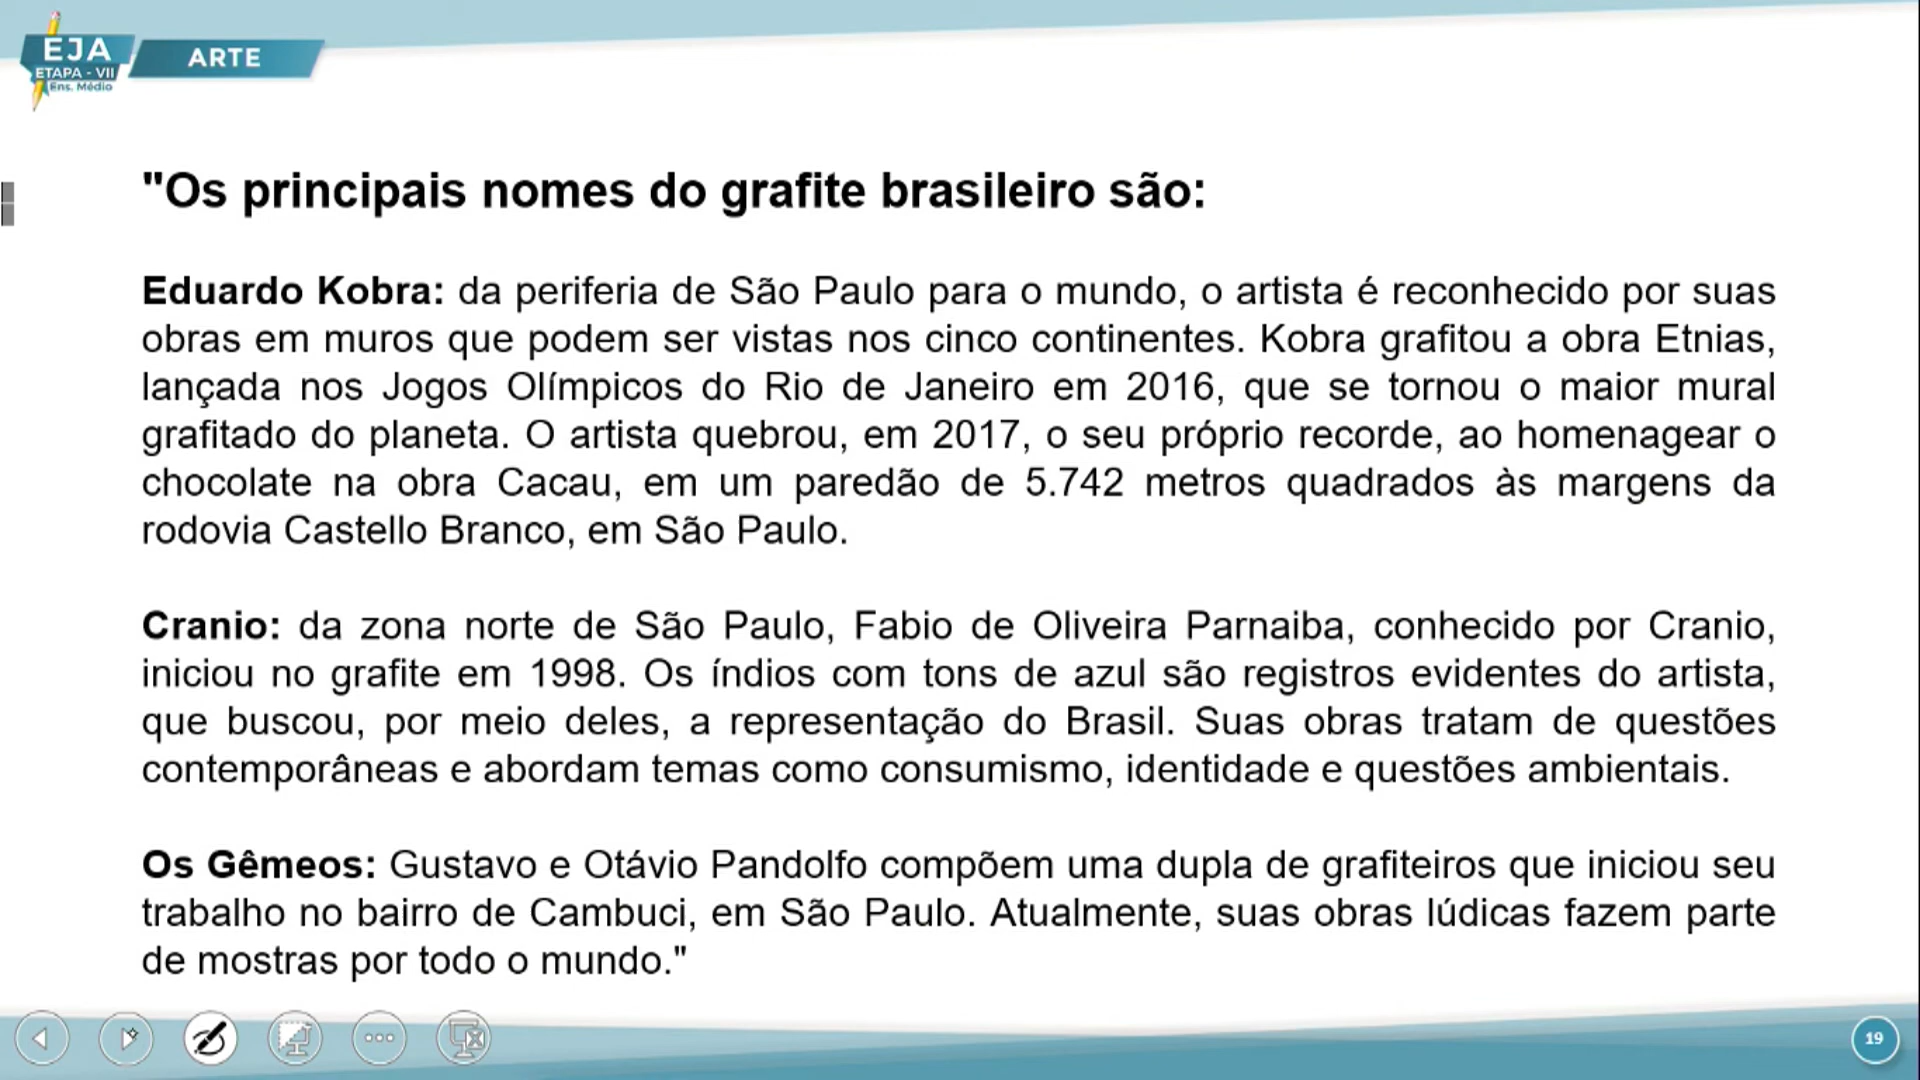 EJA
ETAPA - VII
Ens. Médio
ARTE
"Os principais nomes do grafite brasileiro são:
Eduardo Kobra: da periferia de São Paulo para o mundo, o artista é reconhecido por suas
obras em muros que podem ser vistas nos cinco continentes. Kobra grafitou a obra Etnias,
lançada nos Jogos Olímpicos do Rio de Janeiro em 2016, que se tornou o maior mural
grafitado do planeta. O artista quebrou, em 2017, o seu próprio recorde, ao homenagear o
chocolate na obra Cacau, em um paredão de 5.742 metros quadrados às margens da
rodovia Castello Branco, em São Paulo.
Cranio: da zona norte de São Paulo, Fabio de Oliveira Parnaiba, conhecido por Cranio,
iniciou no grafite em 1998. Os índios com tons de azul são registros evidentes do artista,
que buscou, por meio deles, a representação do Brasil. Suas obras tratam de questões
contemporâneas e abordam temas como consumismo, identidade e questões ambientais.
Os Gêmeos: Gustavo e Otávio Pandolfo compõem uma dupla de grafiteiros que iniciou seu
trabalho no bairro de Cambuci, em São Paulo. Atualmente, suas obras lúdicas fazem parte
de mostras por todo o mundo."
19